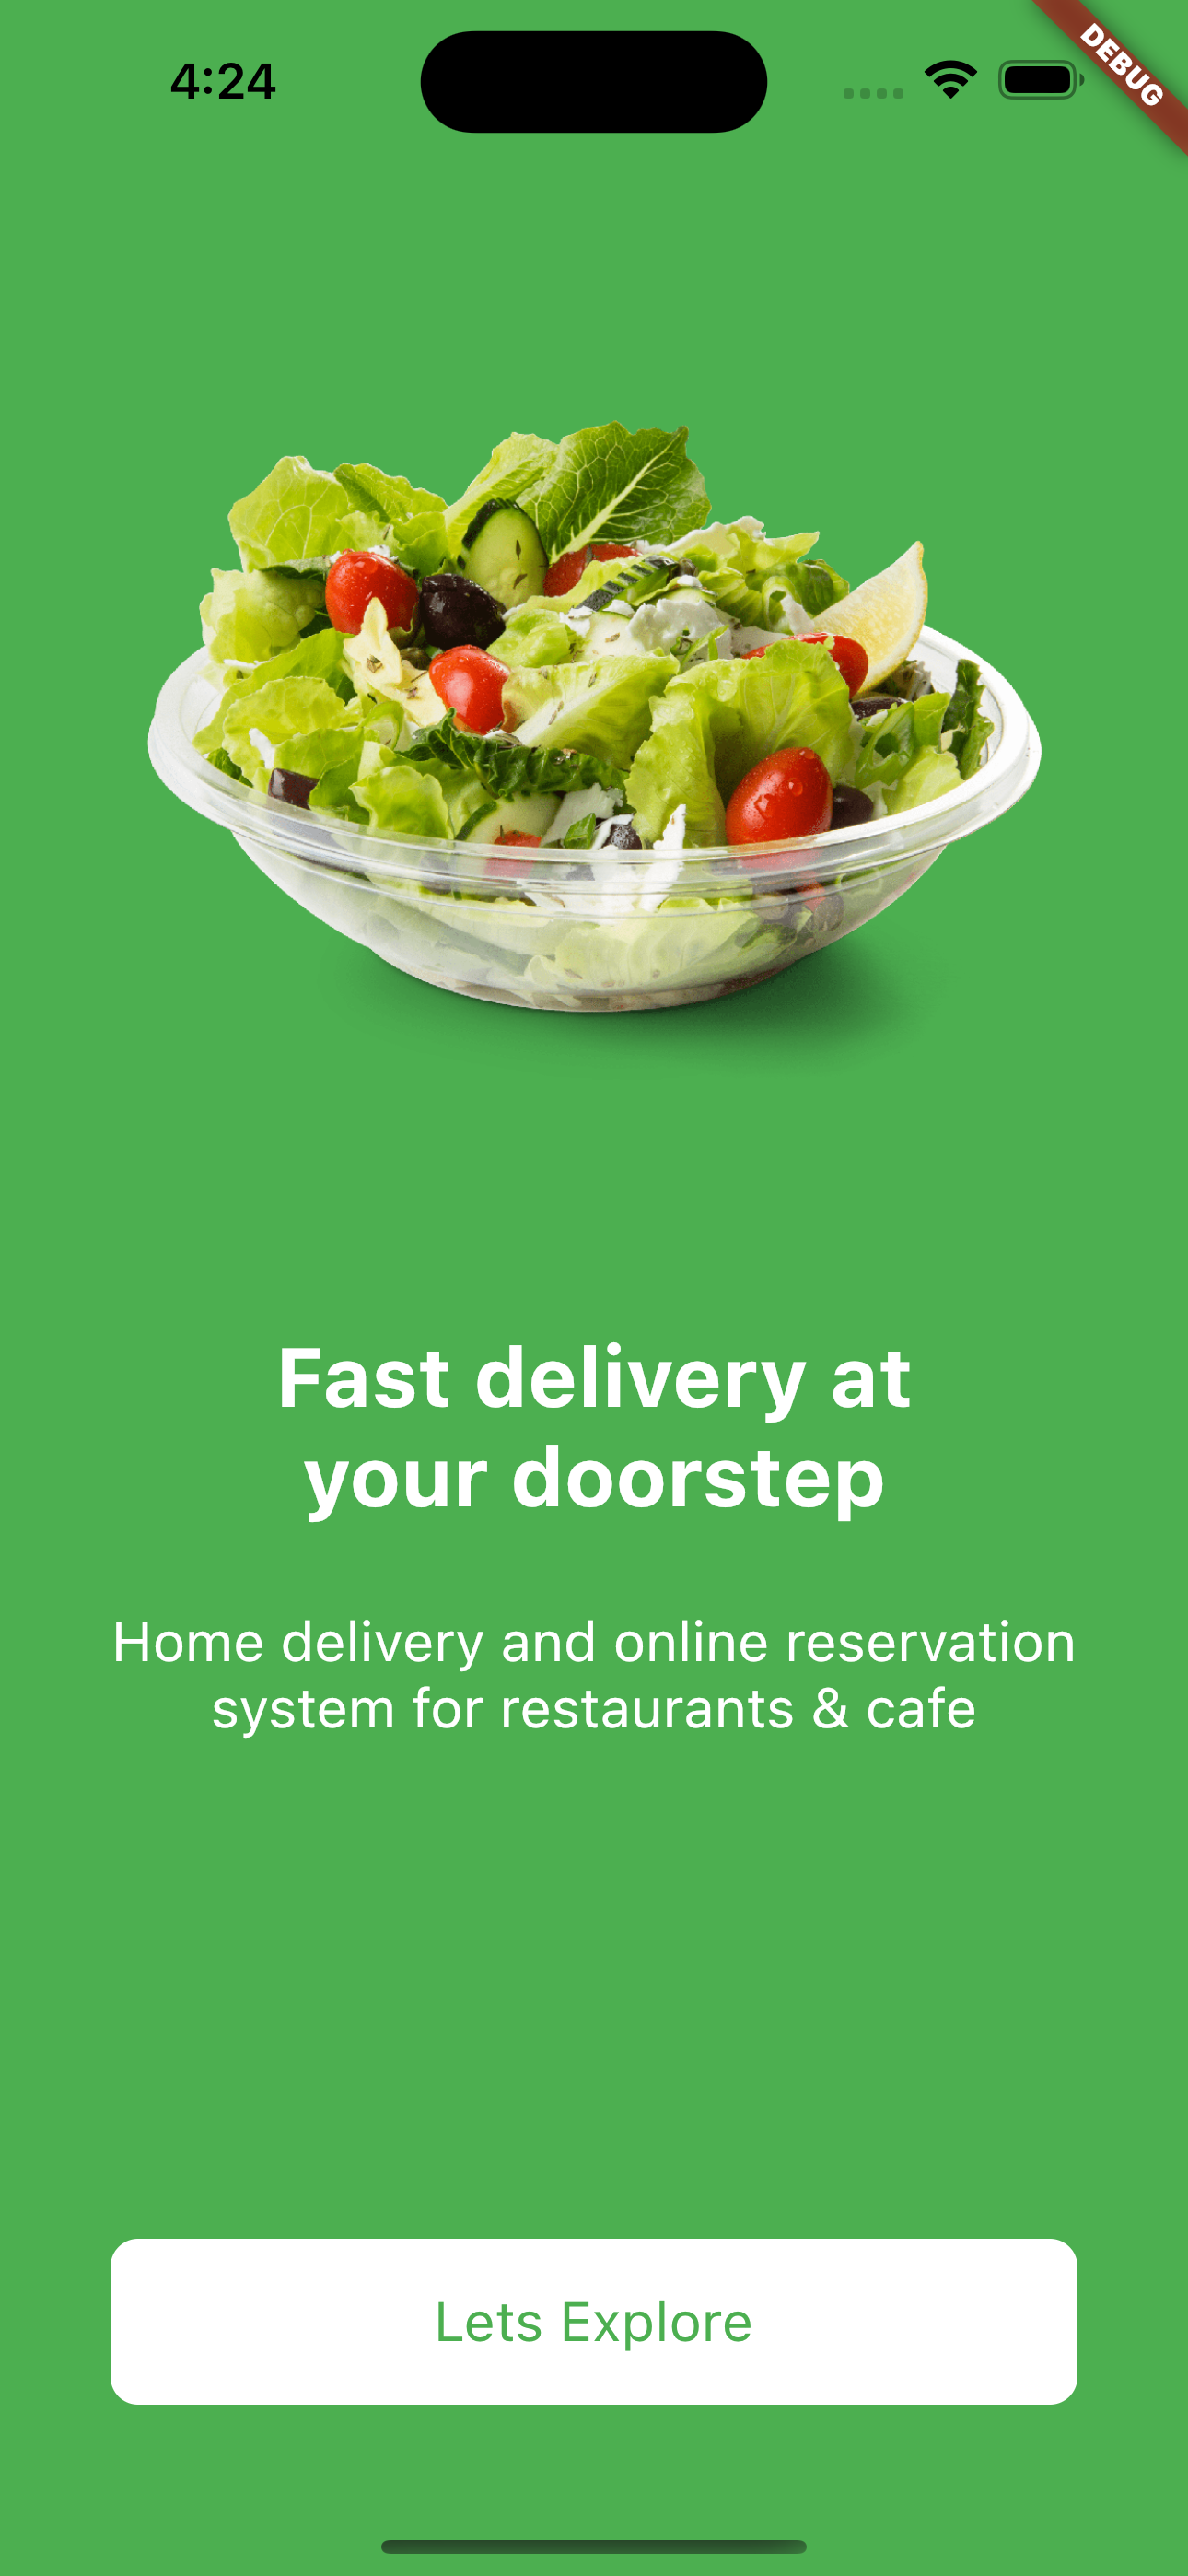 4:24
DEBUG
Fast delivery at
your doorstep
Home delivery and online reservation
system for restaurants & cafe
Lets Explore